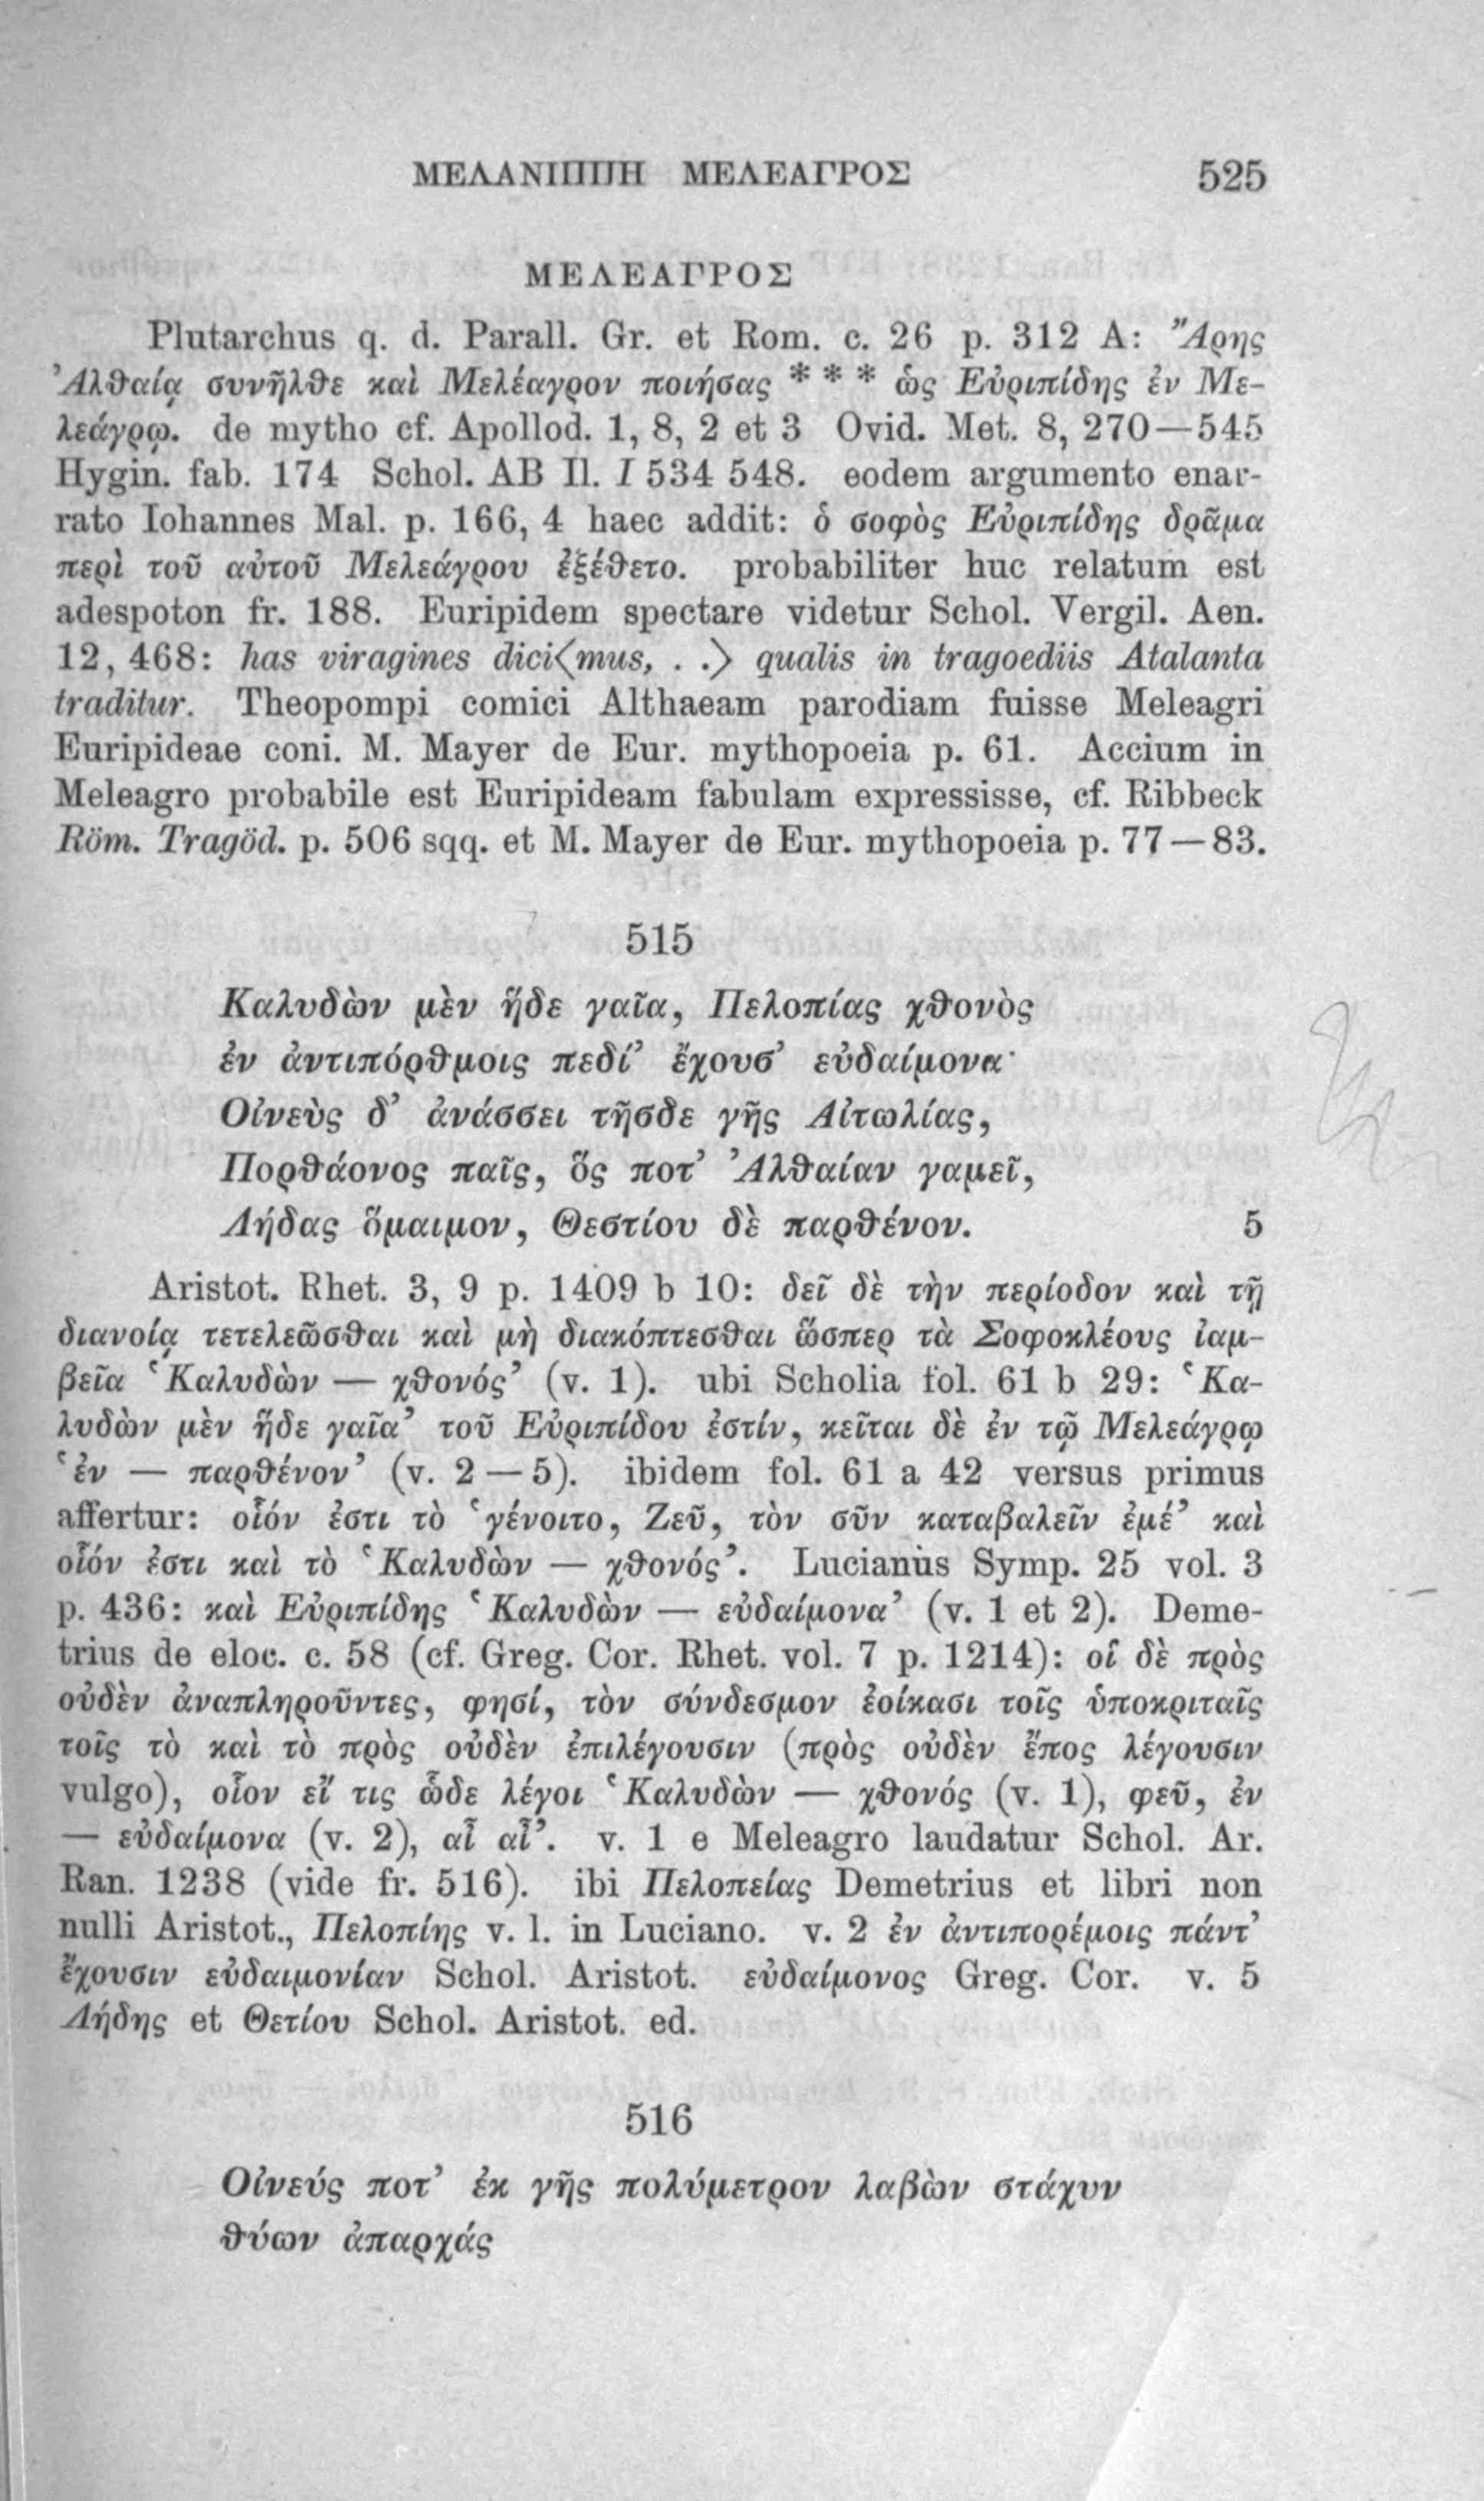 ΜΕΛΑΝΙΠΠΗ ΜΕΛΕΑΓΡΟΣ 525
ΜΕΛΕΑΓΡΟΣ
Plutarchus q. d. Parall. Gr. et Rom. c. 26 p. 312 A: Ἄρης
Ἀλθαίᾳ συνῆλθε καὶ Μελέαγρον ποιήσας * * * ὡς Εὐριπίδης ἐν Με-
λεάγρῳ. de mytho cf. Apollod. 1, 8, 2 et 3 Ovid. Met. 8, 270—545
Hygin. fab. 174 Schol. AB Il. I 534 548. eodem argumento enar-
rato Iohannes Mal. p. 166, 4 haec addit: ὁ σοφὸς Εὐριπίδης δρᾶμα
περὶ τοῦ αὐτοῦ Μελεάγρου ἐξέθετο. probabiliter huc relatum est
adespoton fr. 188. Euripidem spectare videtur Schol. Vergil. Aen.
12, 468: has viragines dici⟨mus, . .⟩ qualis in tragoediis Atalanta
traditur. Theopompi comici Althaeam parodiam fuisse Meleagri
Euripideae coni. M. Mayer de Eur. mythopoeia p. 61. Accium in
Meleagro probabile est Euripideam fabulam expressisse, cf. Ribbeck
Röm. Tragöd. p. 506 sqq. et M. Mayer de Eur. mythopoeia p. 77—83.
515
Καλυδὼν μὲν ἥδε γαῖα, Πελοπίας χθονὸς
ἐν ἀντιπόρθμοις πεδί’ ἔχουσ’ εὐδαίμονα·
Οἰνεὺς δ’ ἀνάσσει τῆσδε γῆς Αἰτωλίας,
Πορθάονος παῖς, ὅς ποτ’ Ἀλθαίαν γαμεῖ,
Λήδας ὅμαιμον, Θεστίου δὲ παρθένον. 5
Aristot. Rhet. 3, 9 p. 1409 b 10: δεῖ δὲ τὴν περίοδον καὶ τῇ
διανοίᾳ τετελεῶσθαι καὶ μὴ διακόπτεσθαι ὥσπερ τὰ Σοφοκλέους ἰαμ-
βεῖα ‘Καλυδὼν — χθονός’ (v. 1). ubi Scholia fol. 61 b 29: ‘Κα-
λυδὼν μὲν ἥδε γαῖα’ τοῦ Εὐριπίδου ἐστίν, κεῖται δὲ ἐν τῷ Μελεάγρῳ
‘ἐν — παρθένον’ (v. 2—5). ibidem fol. 61 a 42 versus primus
affertur: οἷόν ἐστι τὸ ‘γένοιτο, Ζεῦ, τὸν σῦν καταβαλεῖν ἐμέ’ καὶ
οἷόν ἐστι καὶ τὸ ‘Καλυδὼν — χθονός’. Lucianus Symp. 25 vol. 3
p. 436: καὶ Εὐριπίδης ‘Καλυδὼν — εὐδαίμονα’ (v. 1 et 2). Deme-
trius de eloc. c. 58 (cf. Greg. Cor. Rhet. vol. 7 p. 1214): οἱ δὲ πρὸς
οὐδὲν ἀναπληροῦντες, φησί, τὸν σύνδεσμον ἐοίκασι τοῖς ὑποκριταῖς
τοῖς τὸ καὶ τὸ πρὸς οὐδὲν ἐπιλέγουσιν (πρὸς οὐδὲν ἔπος λέγουσιν
vulgo), οἷον εἴ τις ὧδε λέγοι ‘Καλυδὼν — χθονός (v. 1), φεῦ, ἐν
— εὐδαίμονα (v. 2), αἶ αἶ’. v. 1 e Meleagro laudatur Schol. Ar.
Ran. 1238 (vide fr. 516). ibi Πελοπείας Demetrius et libri non
nulli Aristot., Πελοπίης v. l. in Luciano. v. 2 ἐν ἀντιπορέμοις πάντ’
ἔχουσιν εὐδαιμονίαν Schol. Aristot. εὐδαίμονος Greg. Cor. v. 5
Λήδης et Θετίου Schol. Aristot. ed.
516
Οἰνεύς ποτ’ ἐκ γῆς πολύμετρον λαβὼν στάχυν
θύων ἀπαρχάς